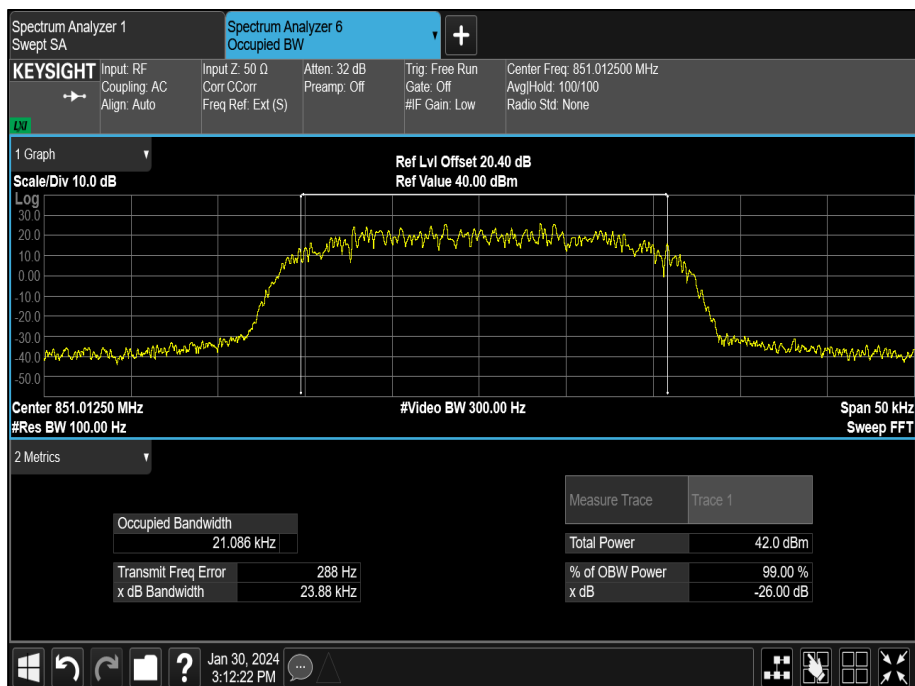 Spectrum Analyzer 1
Swept SA
Spectrum Analyzer 6
Occupied BW
+
KEYSIGHT
Input: RF
Coupling: AC
Align: Auto
Input Z: 50 Ω
Corr CCorr
Freq Ref: Ext (S)
Atten: 32 dB
Preamp: Off
Trig: Free Run
Gate: Off
#IF Gain: Low
Center Freq: 851.012500 MHz
Avg|Hold: 100/100
Radio Std: None
LXI
1 Graph
Scale/Div 10.0 dB
Ref Lvl Offset 20.40 dB
Ref Value 40.00 dBm
Log
30.0
20.0
10.0
0.00
-10.0
-20.0
-30.0
-40.0
-50.0
Center 851.01250 MHz
#Video BW 300.00 Hz
Span 50 kHz
#Res BW 100.00 Hz
Sweep FFT
2 Metrics
Measure Trace Trace 1
Occupied Bandwidth
21.086 kHz
Total Power 42.0 dBm
Transmit Freq Error 288 Hz
% of OBW Power 99.00 %
x dB Bandwidth 23.88 kHz
x dB -26.00 dB
?
Jan 30, 2024
3:12:22 PM